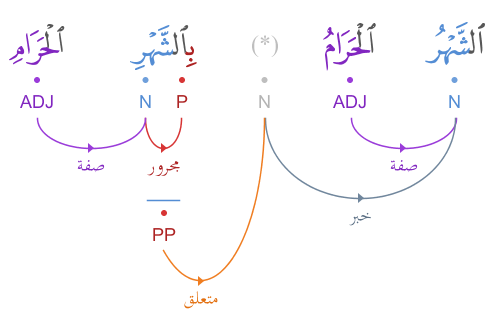 ٱلشَّهْرُ ٱلْحَرَامُ (*) بِٱلشَّهْرِ ٱلْحَرَامِ
N ADJ N P N ADJ
صفة مجرور صفة
خبر
PP
متعلق